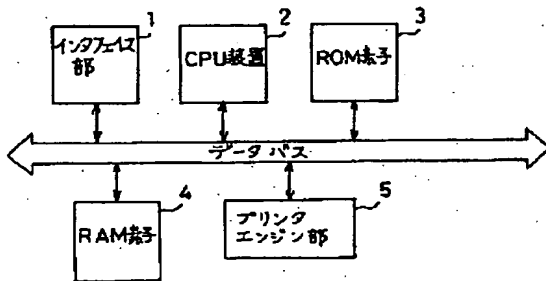 1
インタフェイス
部
2
CPU装置
3
ROM素子
データバス
4
RAM素子
5
プリンタ
エンジン部